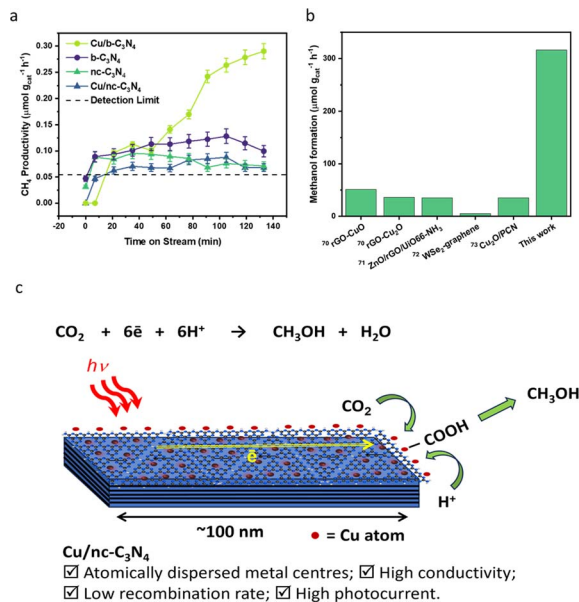 a
CH₄ Productivity (μmol g_cat⁻¹ h⁻¹)
0.30
0.25
0.20
0.15
0.10
0.05
0.00
Cu/b-C₃N₄
b-C₃N₄
nc-C₃N₄
Cu/nc-C₃N₄
Detection Limit
0 20 40 60 80 100 120 140
Time on Stream (min)
b
Methanol formation (μmol g_cat⁻¹ h⁻¹)
300
200
100
0
⁷⁰ rGO-CuO
⁷⁰ rGO-Cu₂O
⁷¹ ZnO/rGO/UiO66-NH₃
⁷² WSe₂-graphene
⁷³ Cu₂O/PCN
This work
c
CO₂ + 6ē + 6H⁺ → CH₃OH + H₂O
hν
CO₂
CH₃OH
COOH
ē
H⁺
~100 nm
= Cu atom
Cu/nc-C₃N₄
☑ Atomically dispersed metal centres; ☑ High conductivity;
☑ Low recombination rate; ☑ High photocurrent.